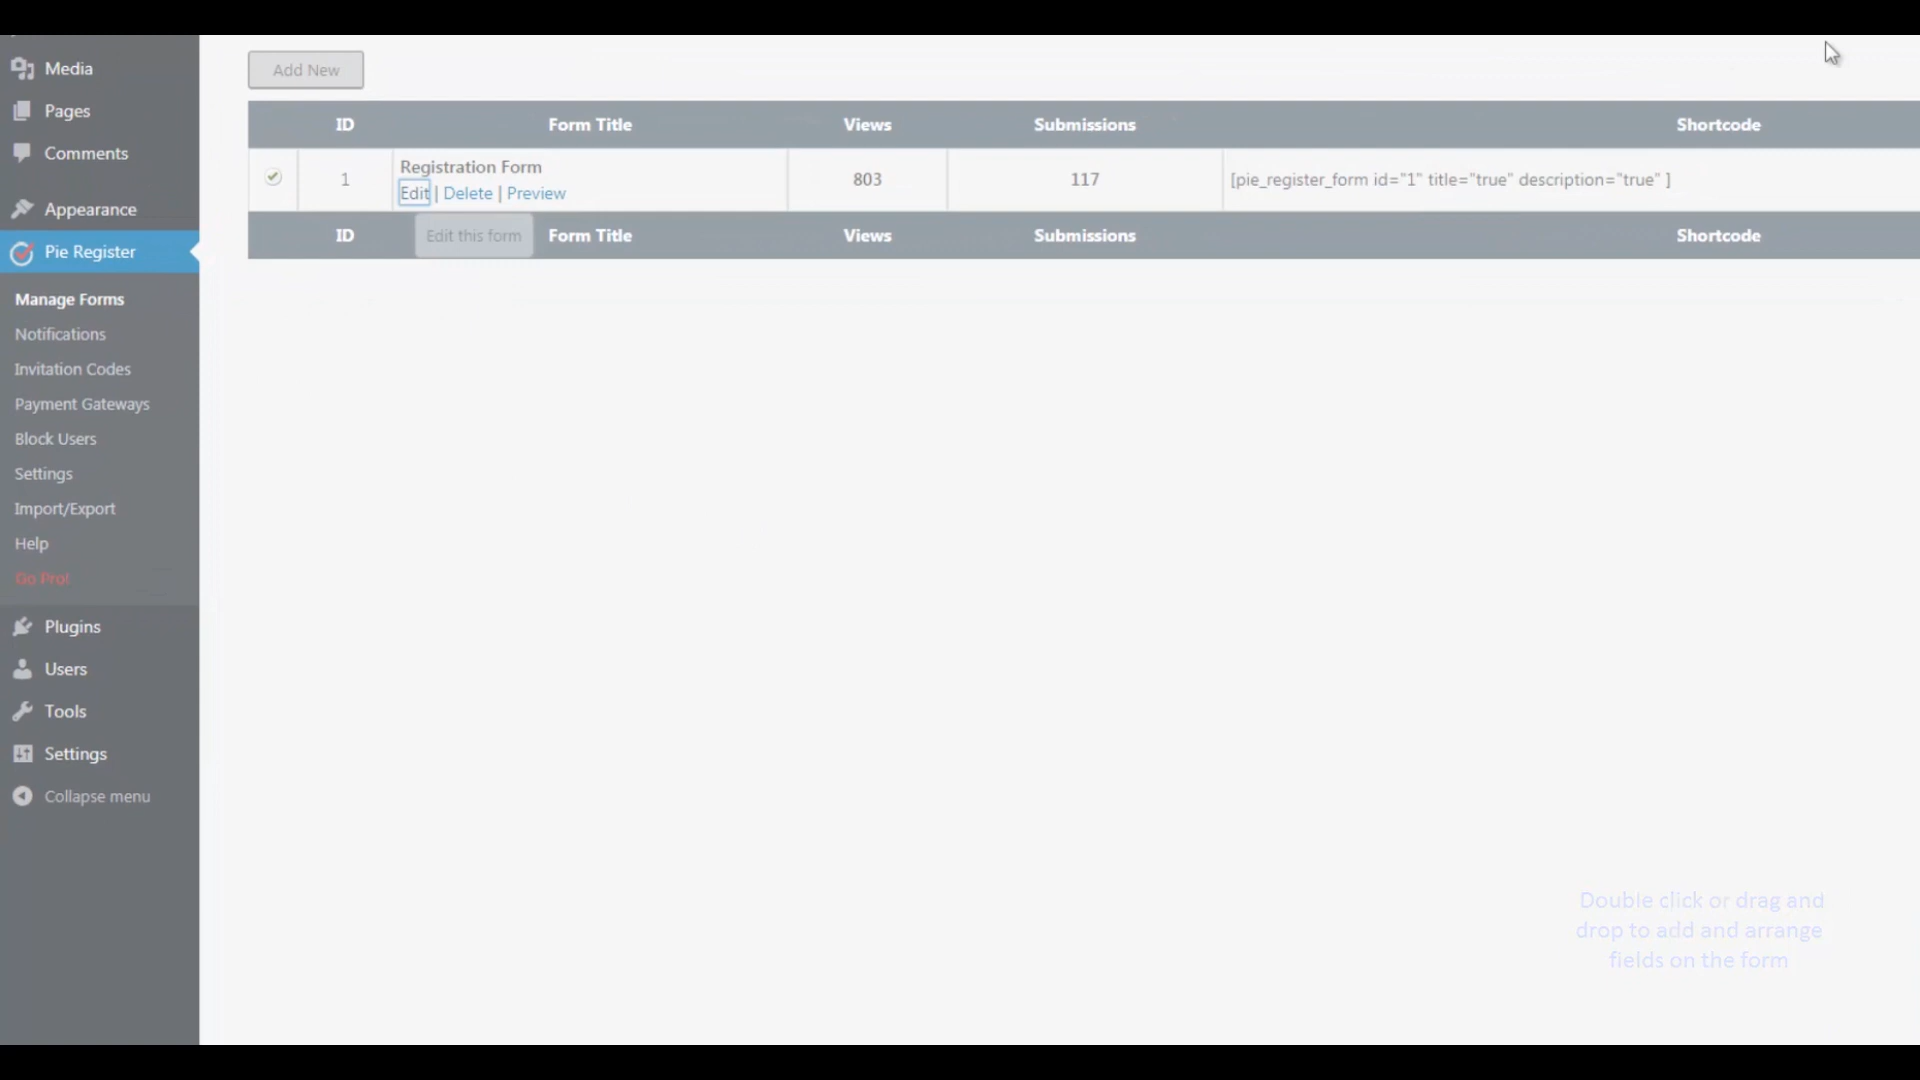 Media
Pages
Comments
Appearance
Pie Register
Manage Forms
Notifications
Invitation Codes
Payment Gateways
Block Users
Settings
Import/Export
Help
Go Pro!
Plugins
Users
Tools
Settings
Collapse menu
Add New
ID Form Title Views Submissions Shortcode
1 Registration Form 803 117 [pie_register_form id="1" title="true" description="true" ]
Edit | Delete | Preview
ID Edit this form Form Title Views Submissions Shortcode
Double click or drag and
drop to add and arrange
fields on the form